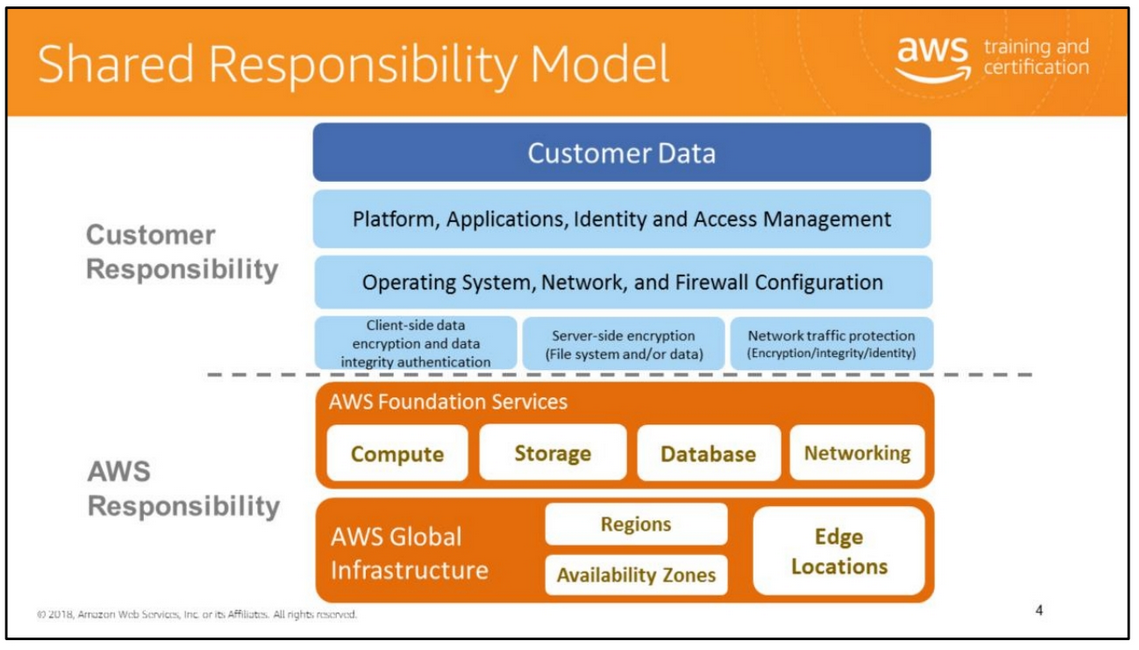 Shared Responsibility Model
aws training and
certification
Customer Data
Customer
Responsibility
Platform, Applications, Identity and Access Management
Operating System, Network, and Firewall Configuration
Client-side data
encryption and data
integrity authentication
Server-side encryption
(File system and/or data)
Network traffic protection
(Encryption/integrity/identity)
AWS
Responsibility
AWS Foundation Services
Compute
Storage
Database
Networking
AWS Global
Infrastructure
Regions
Availability Zones
Edge
Locations
© 2018, Amazon Web Services, Inc. or its Affiliates. All rights reserved.
4